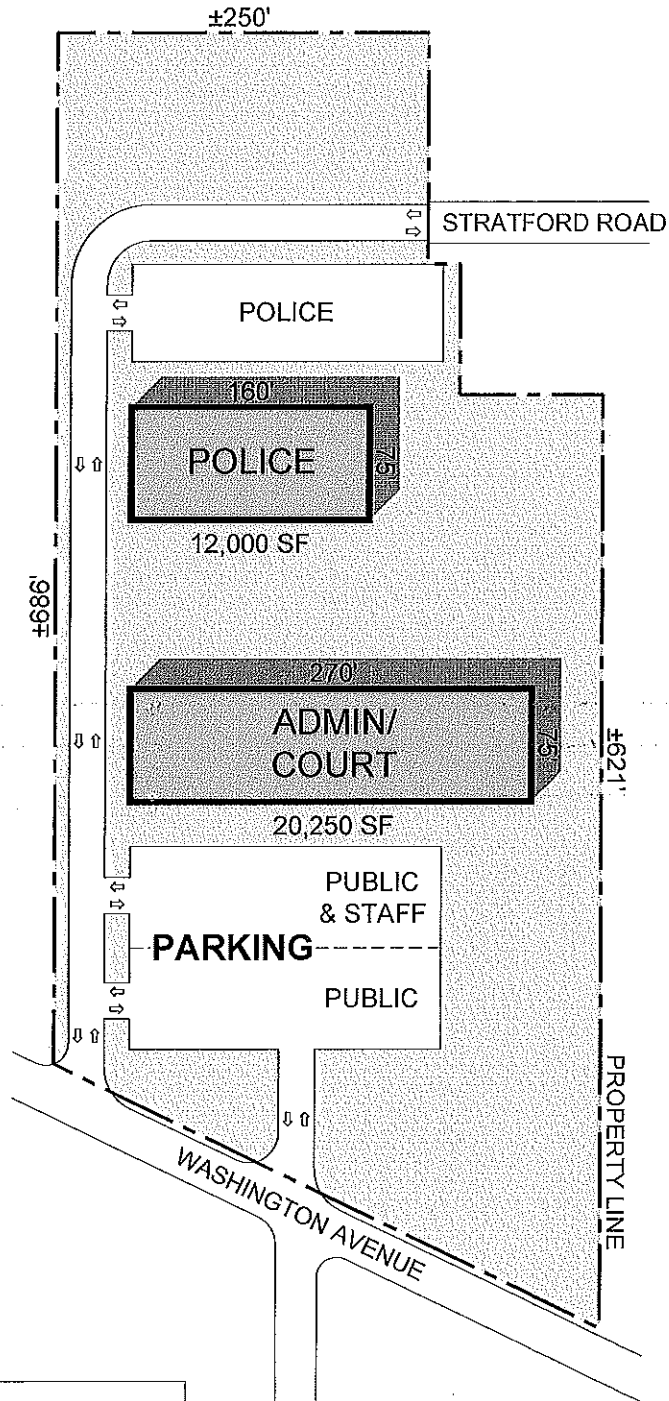 ±250'
STRATFORD ROAD
POLICE
160'
POLICE
75'
12,000 SF
±686'
270'
ADMIN/
COURT
75'
±621'
20,250 SF
PUBLIC
& STAFF
PARKING
PUBLIC
PROPERTY LINE
WASHINGTON AVENUE